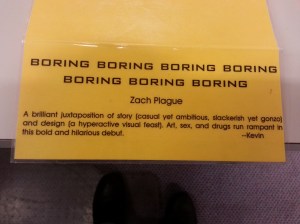 BORING BORING BORING BORING
BORING BORING BORING
Zach Plague
A brilliant juxtaposition of story (casual yet ambitious, slackerish yet gonzo)
and design (a hyperactive visual feast). Art, sex, and drugs run rampant in
this bold and hilarious debut.
--Kevin